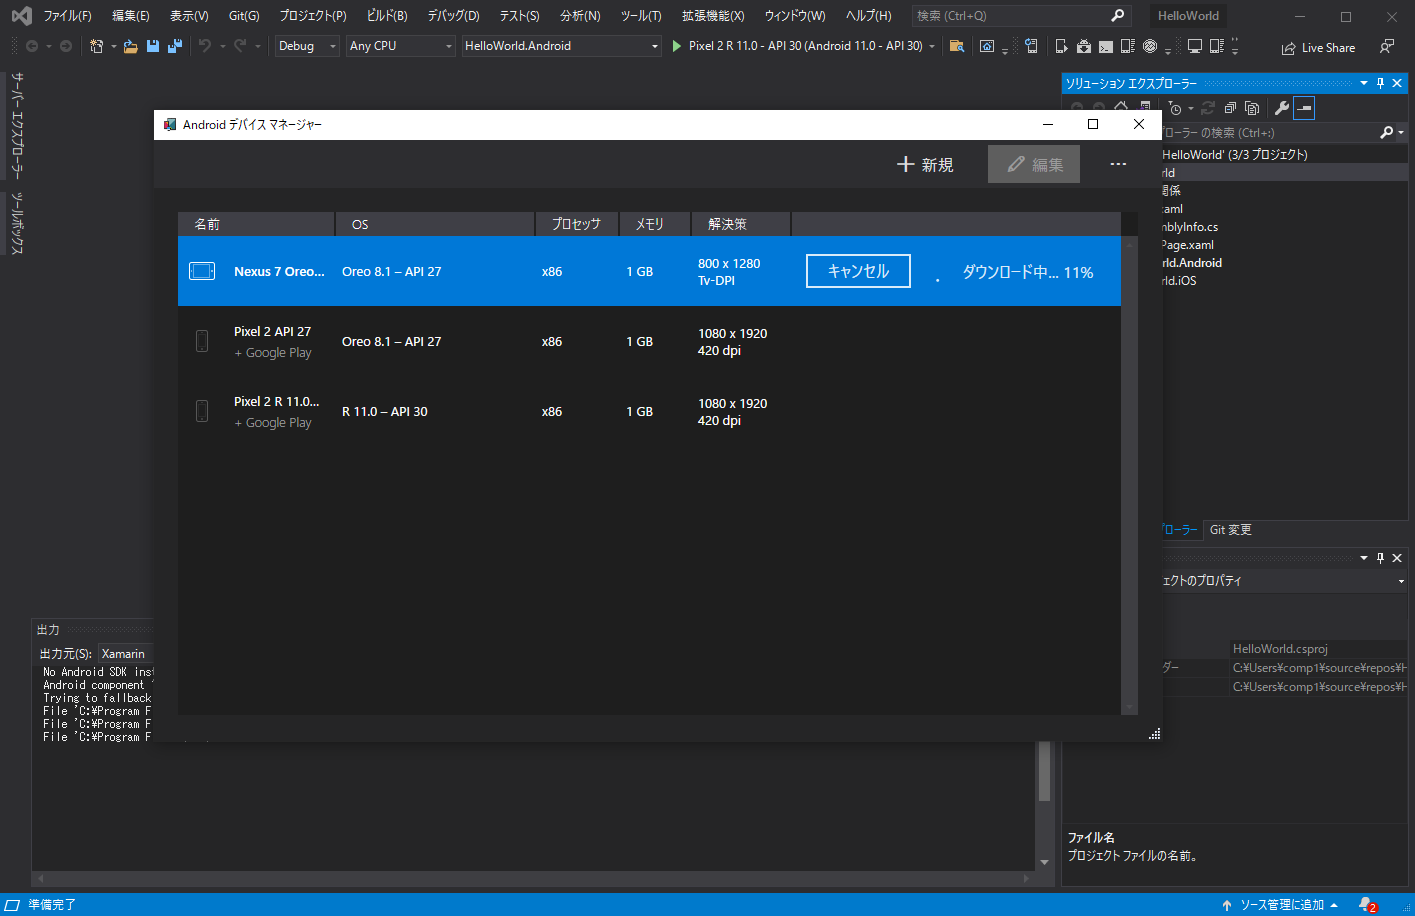 ファイル(F) 編集(E) 表示(V) Git(G) プロジェクト(P) ビルド(B) デバッグ(D) テスト(S) 分析(N) ツール(T) 拡張機能(X) ウィンドウ(W) ヘルプ(H) 検索 (Ctrl+Q) HelloWorld
Debug Any CPU HelloWorld.Android Pixel 2 R 11.0 - API 30 (Android 11.0 - API 30) Live Share
サーバー エクスプローラー
ツールボックス
ソリューション エクスプローラー
ローラー の検索 (Ctrl+:)
HelloWorld' (3/3 プロジェクト)
rld
関係
xaml
mblyInfo.cs
Page.xaml
rld.Android
rld.iOS
Android デバイス マネージャー
新規 編集 ...
名前 OS プロセッサ メモリ 解決策
Nexus 7 Oreo... Oreo 8.1 – API 27 x86 1 GB 800 x 1280
Tv-DPI
キャンセル ダウンロード中... 11%
Pixel 2 API 27
+ Google Play
Oreo 8.1 – API 27 x86 1 GB 1080 x 1920
420 dpi
Pixel 2 R 11.0...
+ Google Play
R 11.0 – API 30 x86 1 GB 1080 x 1920
420 dpi
プローラー Git 変更
ェクトのプロパティ
HelloWorld.csproj
ダー C:¥Users¥comp1¥source¥repos¥H
C:¥Users¥comp1¥source¥repos¥H
ファイル名
プロジェクト ファイルの名前。
出力
出力元(S): Xamarin
No Android SDK inst
Android component '
Trying to fallback
File 'C:¥Program F
File 'C:¥Program F
File 'C:¥Program F
準備完了 ソース管理に追加 2